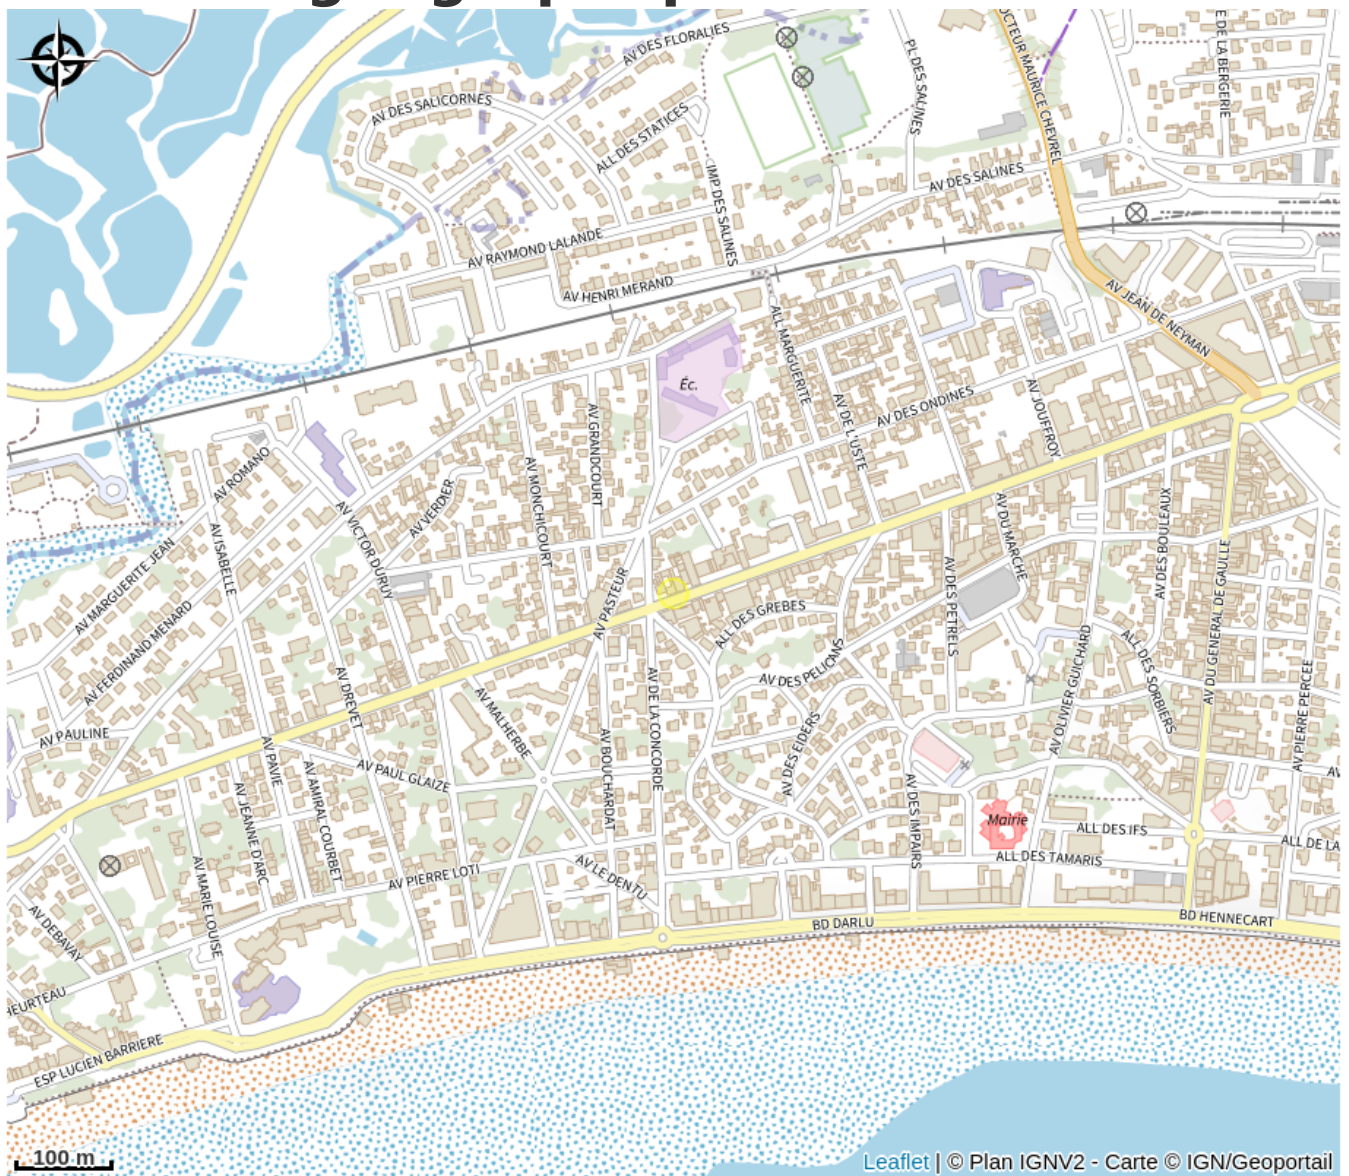 AV DES FLORALIES
DOCTEUR MAURICE CHEVREL
E DE LA BERGERIE
PL DES SALINES
AV DES SALICORNES
ALL DES STATICES
IMP DES SALINES
AV DES SALINES
AV RAYMOND LALANDE
AV HENRI MERAND
AV JEAN DE NEYMAN
ALL MARGUERITE
Éc.
AV DE L'USTE
AV DES ONDINES
AV JOUFFROY
AV GRANDCOURT
AV MONCHICOURT
AV ROMANO
AV VERDIER
AV VICTOR DURUY
AV ISABELLE
AV MARGUERITE JEAN
AV FERDINAND MENARD
AV PASTEUR
AV DU MARCHE
AV DES BOULEAUX
AV DES PETRELS
AV DU GENERAL DE GAULLE
ALL DES GREBES
AV DES PELICANS
AV OLIVIER GUICHARD
ALL DES SORBIERS
AV PIERRE PERCEE
AV DREVET
AV MALHERBE
AV DE LA CONCORDE
AV BOUCHARDAT
AV DES EIDERS
AV PAULINE
AV PAVIE
AV PAUL GLAIZE
AV AMIRAL COURBET
AV JEANNE D'ARC
AV DES IMPAIRS
Mairie
AV
ALL DES IFS
ALL DE LA
ALL DES TAMARIS
AV MARIE LOUISE
AV PIERRE LOTI
AV LE DENTU
AV DEBAVAY
BD DARLU
BD HENNECART
HEURTEAU
ESP LUCIEN BARRIERE
100 m
Leaflet | © Plan IGNV2 - Carte © IGN/Geoportail